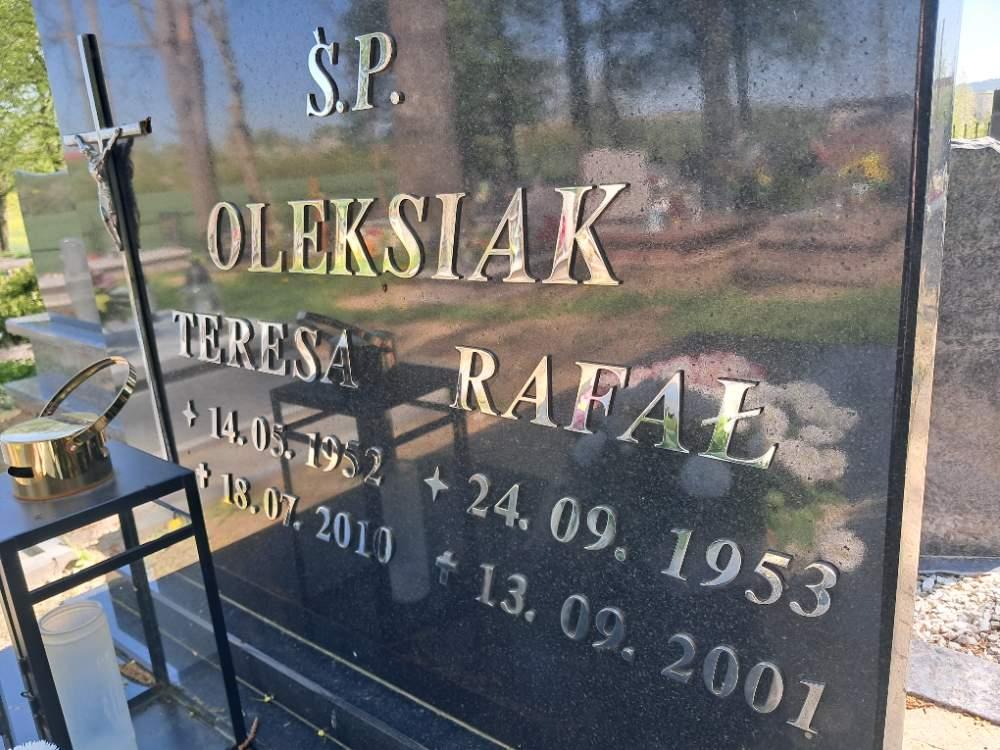 Ś.P.
OLEKSIAK
TERESA
14.05.1952
18.07.2010
RAFAŁ
24.09.1953
13.09.2001